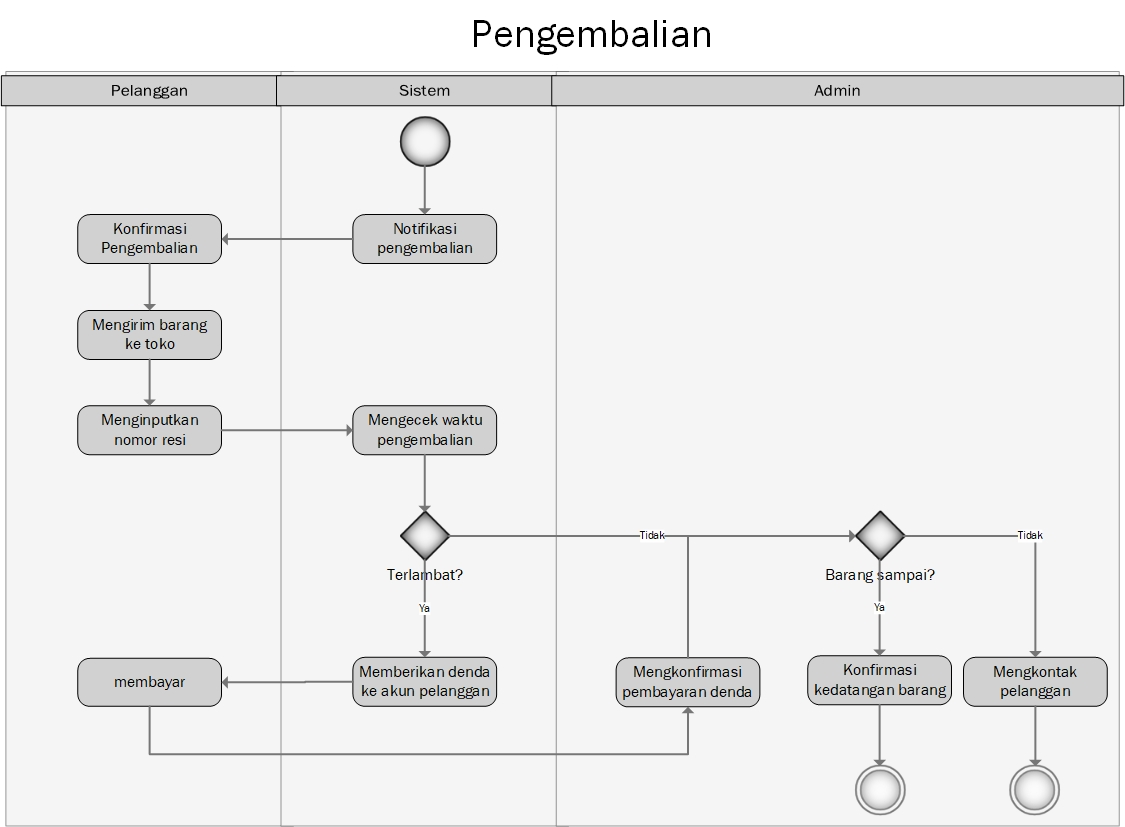 Pengembalian
Pelanggan
Sistem
Admin
Konfirmasi
Pengembalian
Notifikasi
pengembalian
Mengirim barang
ke toko
Menginputkan
nomor resi
Mengecek waktu
pengembalian
Tidak
Tidak
Terlambat?
Barang sampai?
Ya
Ya
membayar
Memberikan denda
ke akun pelanggan
Mengkonfirmasi
pembayaran denda
Konfirmasi
kedatangan barang
Mengkontak
pelanggan